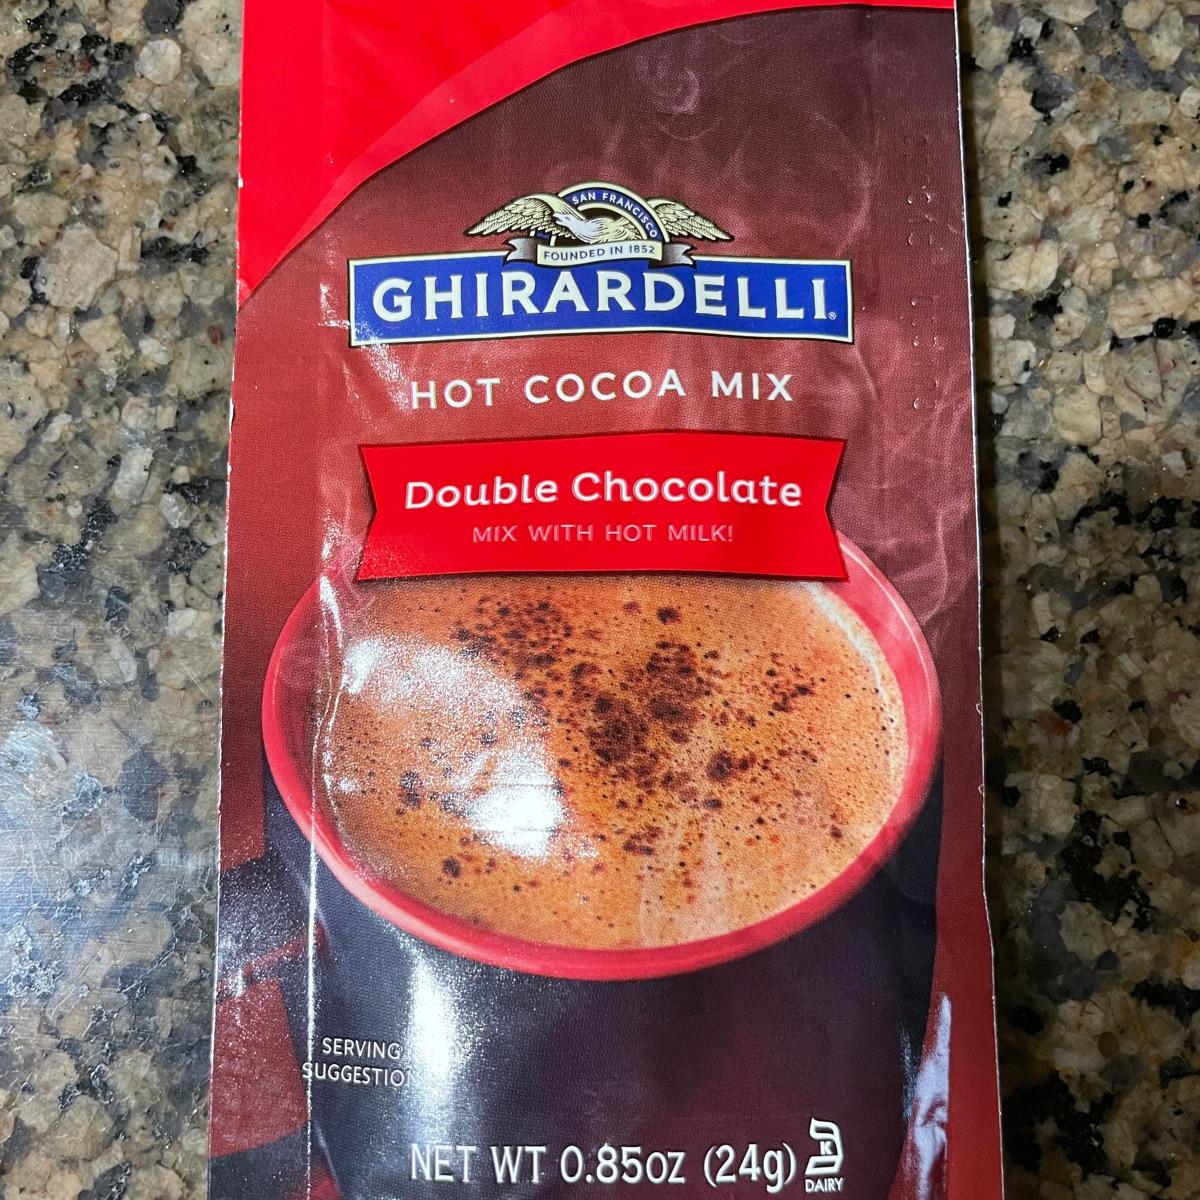 SAN FRANCISCO
FOUNDED IN 1852
GHIRARDELLI®
HOT COCOA MIX
Double Chocolate
MIX WITH HOT MILK!
SERVING
SUGGESTION
NET WT 0.85OZ (24g)
K
DAIRY